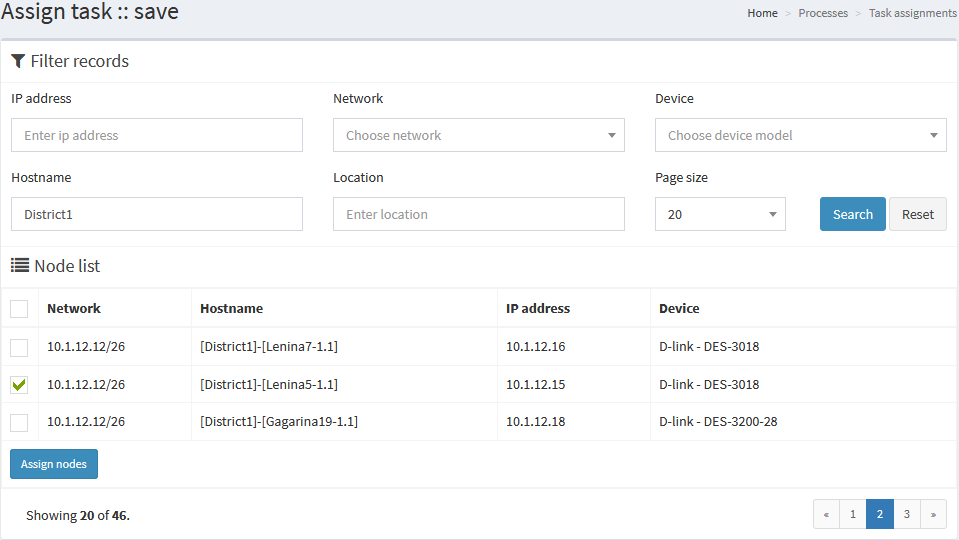 Assign task :: save
Home > Processes > Task assignments
Filter records
IP address Network Device
Enter ip address Choose network Choose device model
Hostname Location Page size
District1 Enter location 20 Search Reset
Node list
Network Hostname IP address Device
10.1.12.12/26 [District1]-[Lenina7-1.1] 10.1.12.16 D-link - DES-3018
10.1.12.12/26 [District1]-[Lenina5-1.1] 10.1.12.15 D-link - DES-3018
10.1.12.12/26 [District1]-[Gagarina19-1.1] 10.1.12.18 D-link - DES-3200-28
Assign nodes
Showing 20 of 46.
« 1 2 3 »